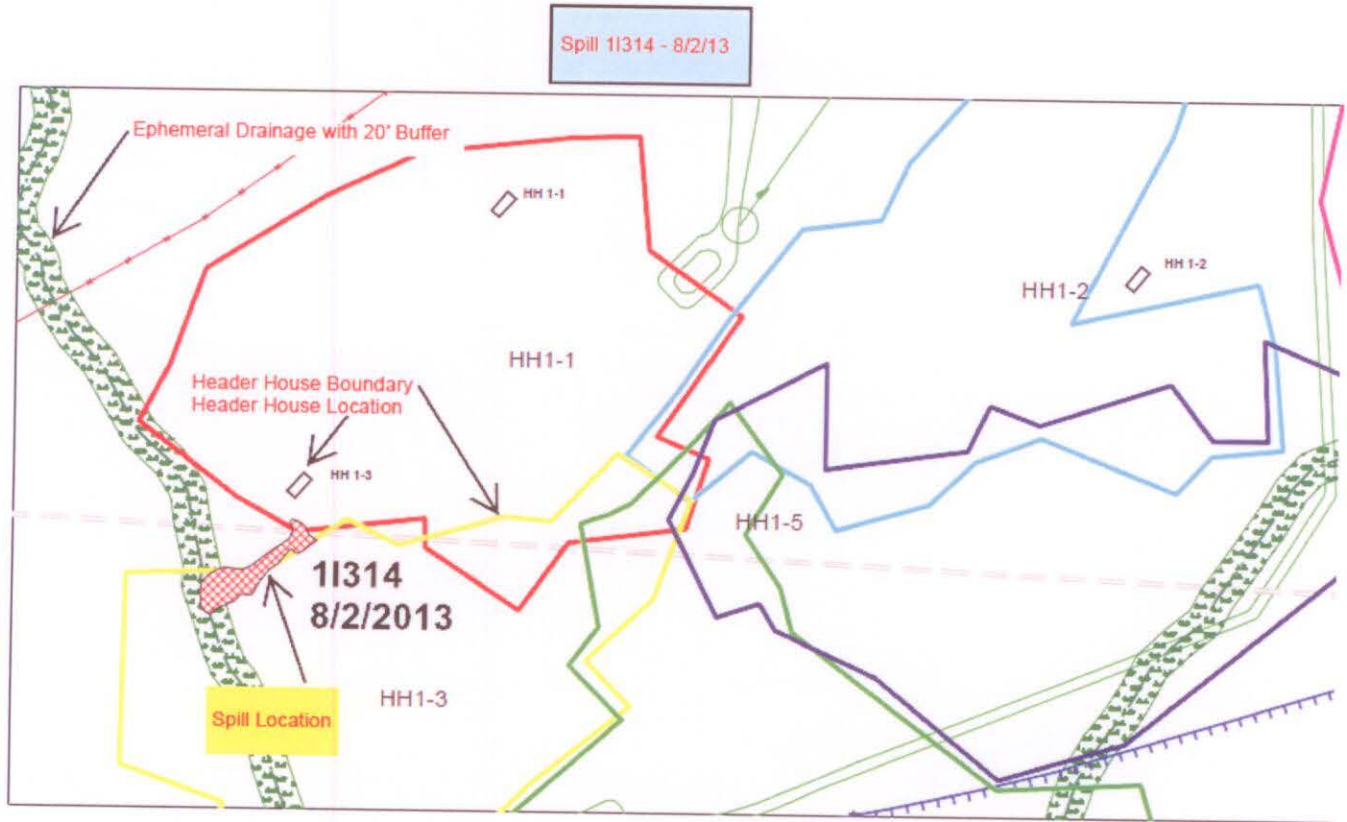 Spill 1I314 - 8/2/13
Ephemeral Drainage with 20' Buffer
HH 1-1
HH 1-2
HH1-2
HH1-1
Header House Boundary
Header House Location
HH 1-3
HH1-5
1I314
8/2/2013
HH1-3
Spill Location